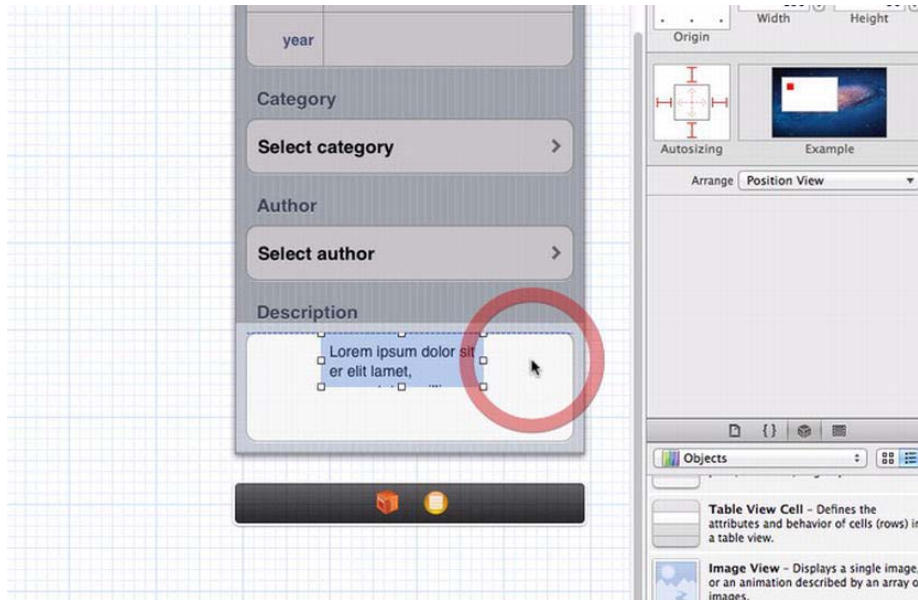 Width Height
Origin
year
Category
Select category
Autosizing Example
Arrange Position View
Author
Select author
Description
Lorem ipsum dolor sit
er elit lamet,
{}
Objects
Table View Cell – Defines the
attributes and behavior of cells (rows) in
a table view.
Image View – Displays a single image,
or an animation described by an array o
images.